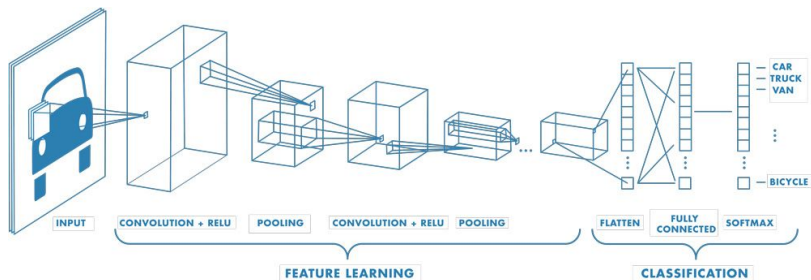 CAR
TRUCK
VAN
BICYCLE
INPUT
CONVOLUTION + RELU
POOLING
CONVOLUTION + RELU
POOLING
FLATTEN
FULLY
CONNECTED
SOFTMAX
FEATURE LEARNING
CLASSIFICATION